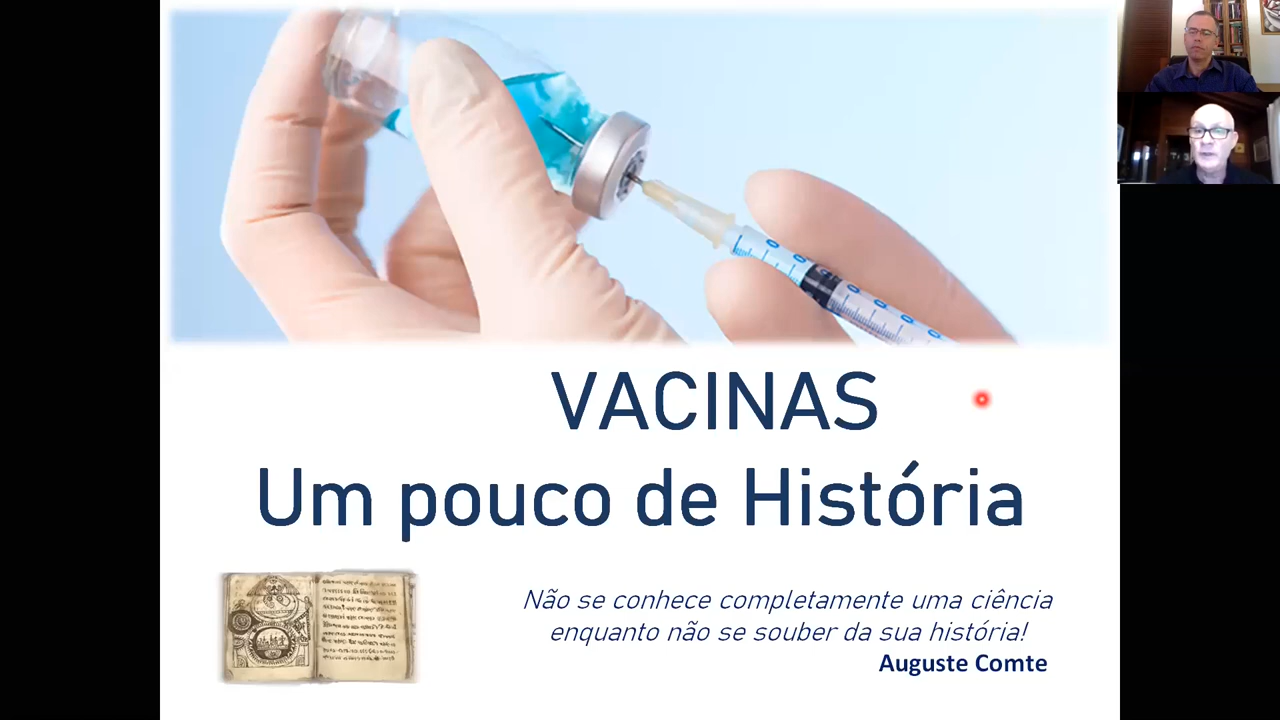 VACINAS
Um pouco de História
Não se conhece completamente uma ciência
enquanto não se souber da sua história!
Auguste Comte